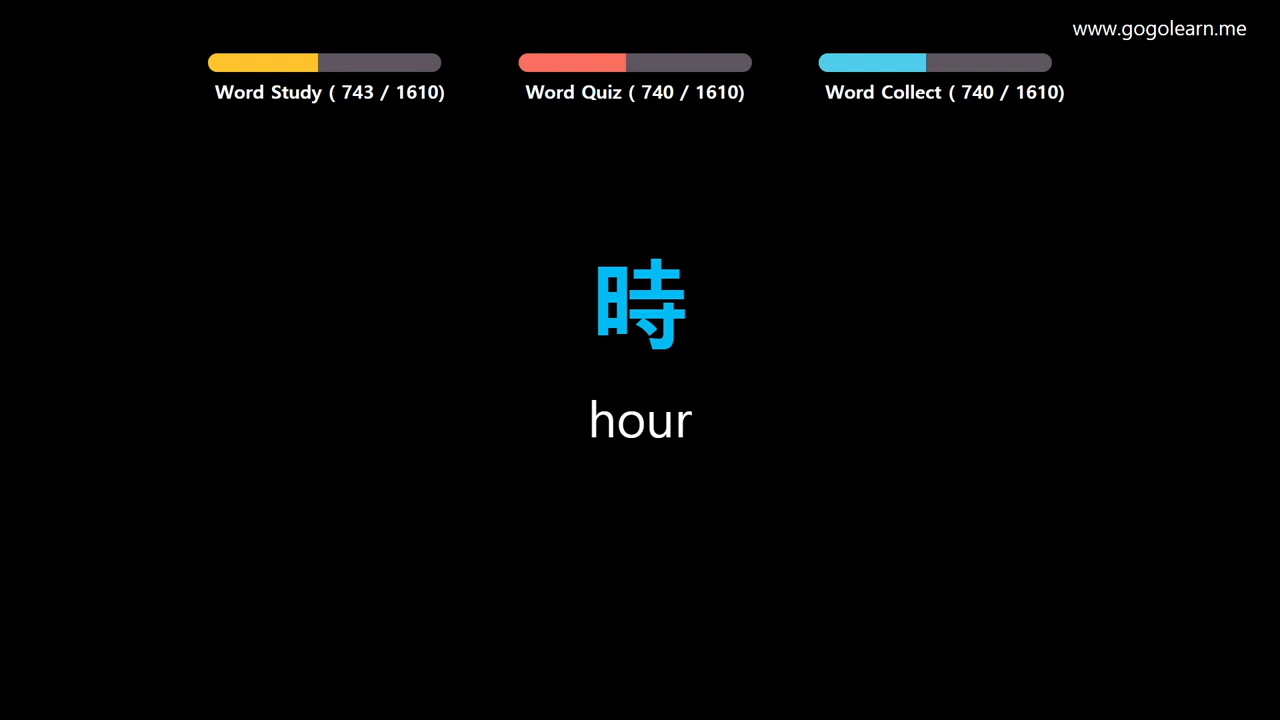 www.gogolearn.me
Word Study ( 743 / 1610)
Word Quiz ( 740 / 1610)
Word Collect ( 740 / 1610)
時
hour